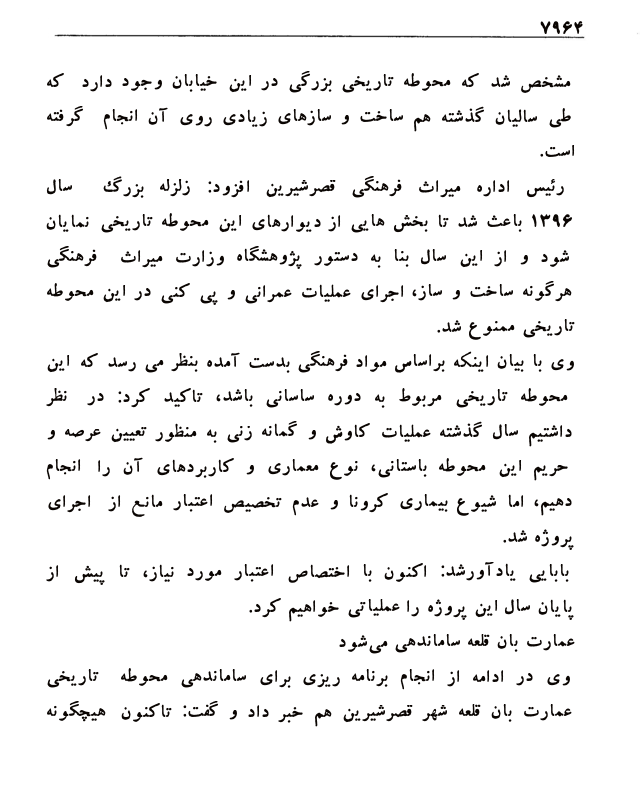 ۷۹۶۴
مشخص شد که محوطه تاریخی بزرگی در این خیابان وجود دارد که
طی سالیان گذشته هم ساخت و سازهای زیادی روی آن انجام گرفته
است.
رئیس اداره میراث فرهنگی قصرشیرین افزود: زلزله بزرگ سال
۱۳۹۶ باعث شد تا بخش هایی از دیوارهای این محوطه تاریخی نمایان
شود و از این سال بنا به دستور پژوهشگاه وزارت میراث فرهنگی
هرگونه ساخت و ساز، اجرای عملیات عمرانی و پی کنی در این محوطه
تاریخی ممنوع شد.
وی با بیان اینکه براساس مواد فرهنگی بدست آمده بنظر می رسد که این
محوطه تاریخی مربوط به دوره ساسانی باشد، تاکید کرد: در نظر
داشتیم سال گذشته عملیات کاوش و گمانه زنی به منظور تعیین عرصه و
حریم این محوطه باستانی، نوع معماری و کاربردهای آن را انجام
دهیم، اما شیوع بیماری کرونا و عدم تخصیص اعتبار مانع از اجرای
پروژه شد.
بابایی یادآورشد: اکنون با اختصاص اعتبار مورد نیاز، تا پیش از
پایان سال این پروژه را عملیاتی خواهیم کرد.
عمارت بان قلعه ساماندهی می‌شود
وی در ادامه از انجام برنامه ریزی برای ساماندهی محوطه تاریخی
عمارت بان قلعه شهر قصرشیرین هم خبر داد و گفت: تاکنون هیچگونه